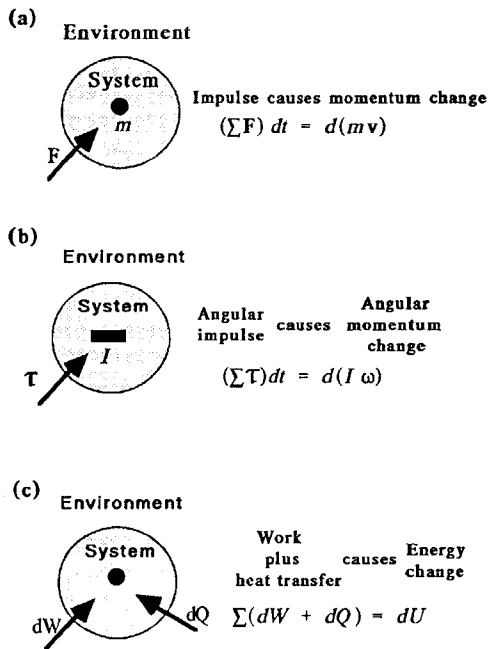 (a)
Environment
System
m
F
Impulse causes momentum change
(∑F) dt = d(mv)
(b)
Environment
System
I
τ
Angular impulse causes Angular momentum change
(∑τ)dt = d(I ω)
(c)
Environment
System
dW
dQ
Work plus heat transfer causes Energy change
∑(dW + dQ) = dU